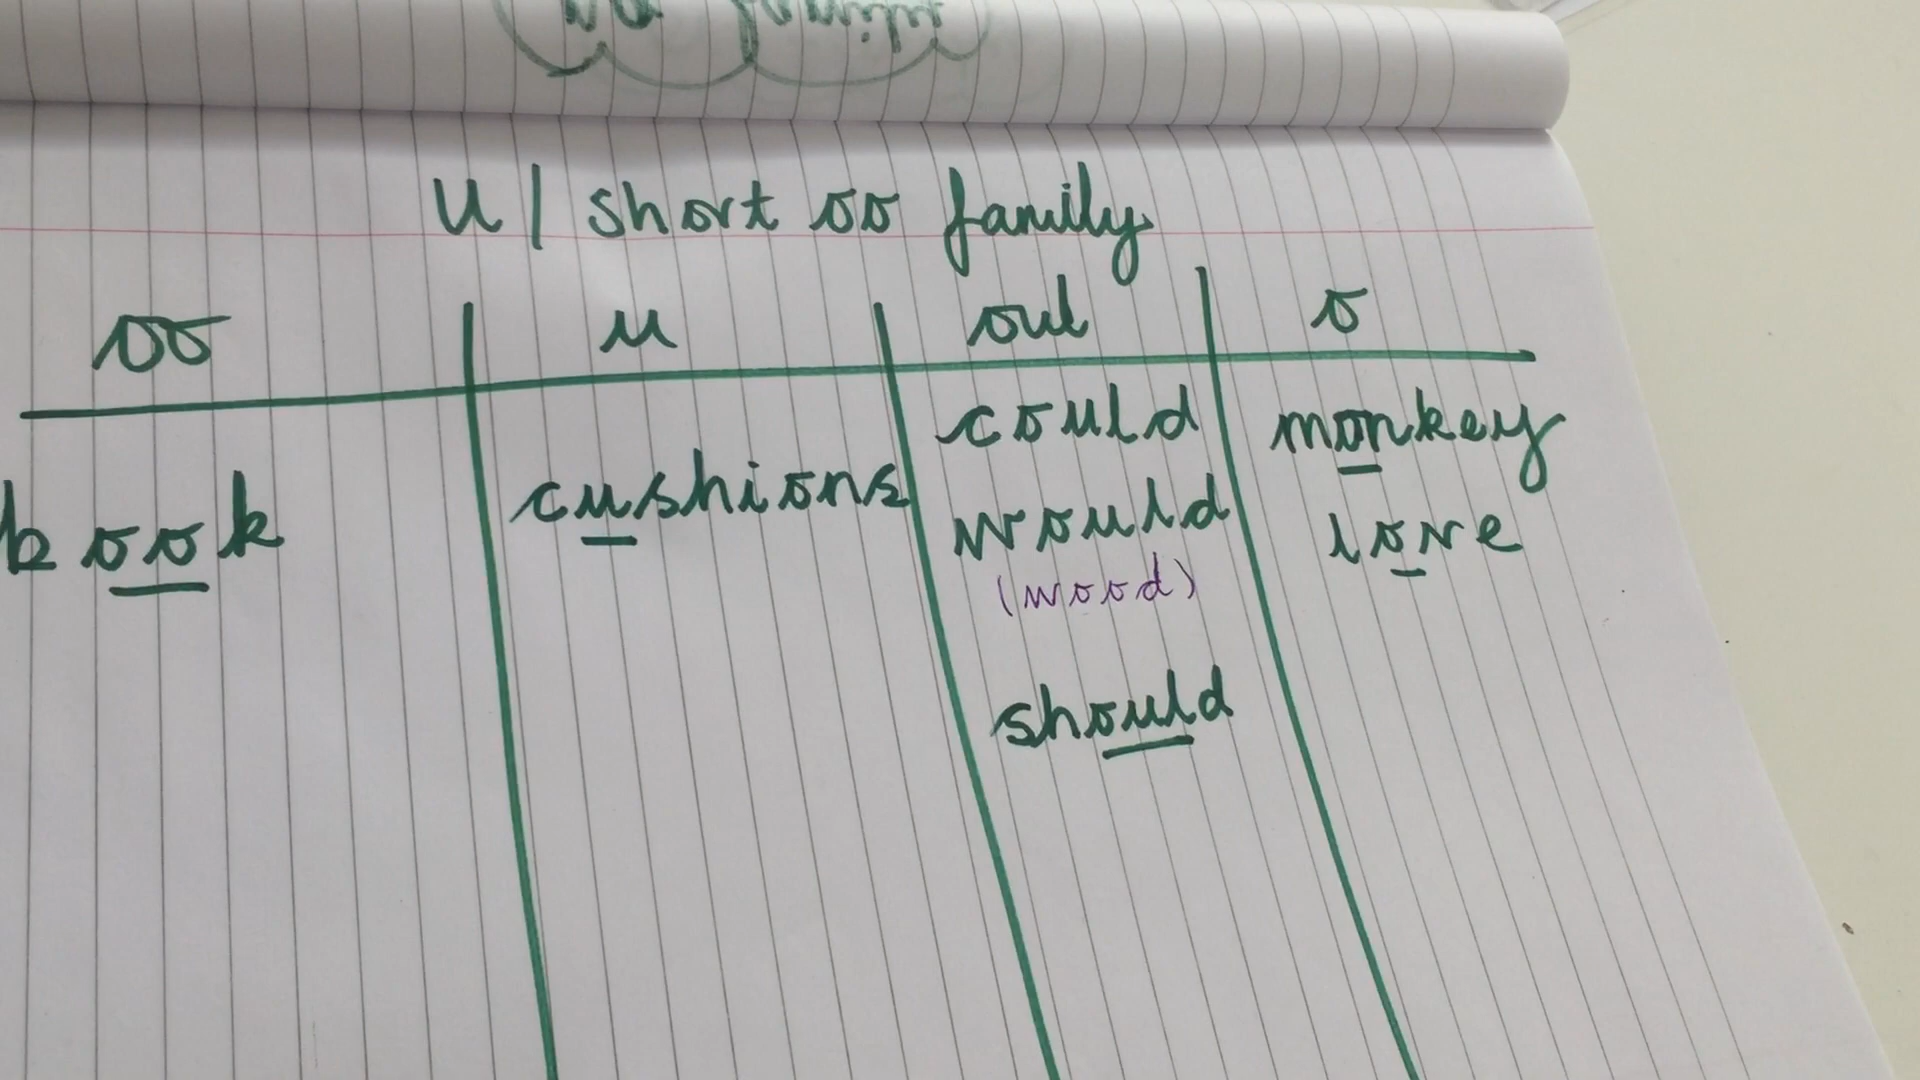 U / short oo family
oo u oul o
book cushions could monkey
would love
(wood)
should